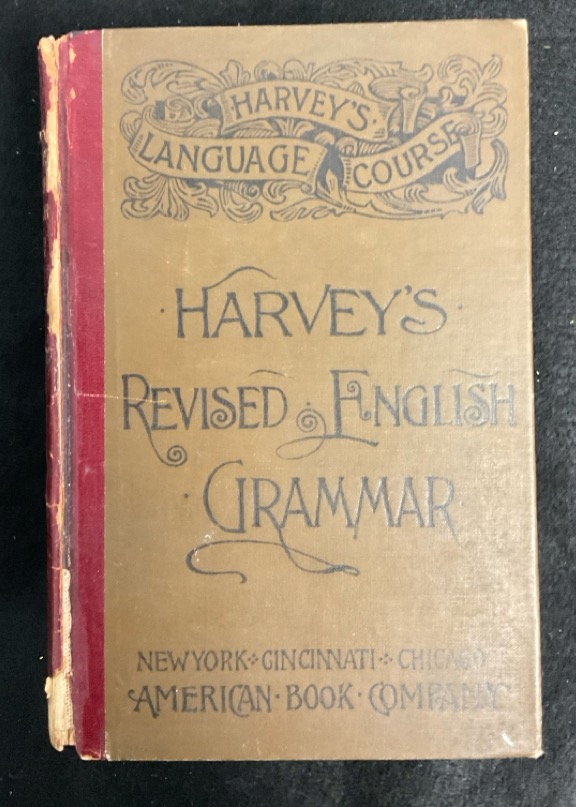 HARVEY'S
LANGUAGE COURSE
HARVEY'S
REVISED ENGLISH
GRAMMAR
NEW YORK CINCINNATI CHICAGO
AMERICAN · BOOK · COMPANY